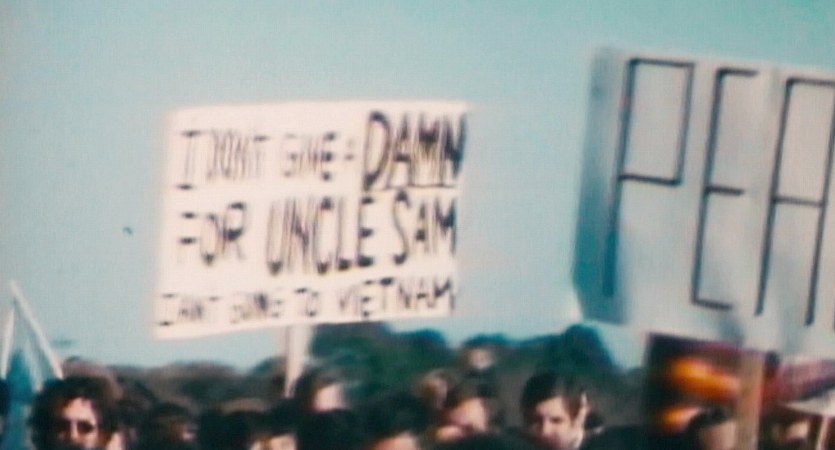 I DON'T GIVE A DAMN
FOR UNCLE SAM
I AIN'T GOING TO VIETNAM
PEA